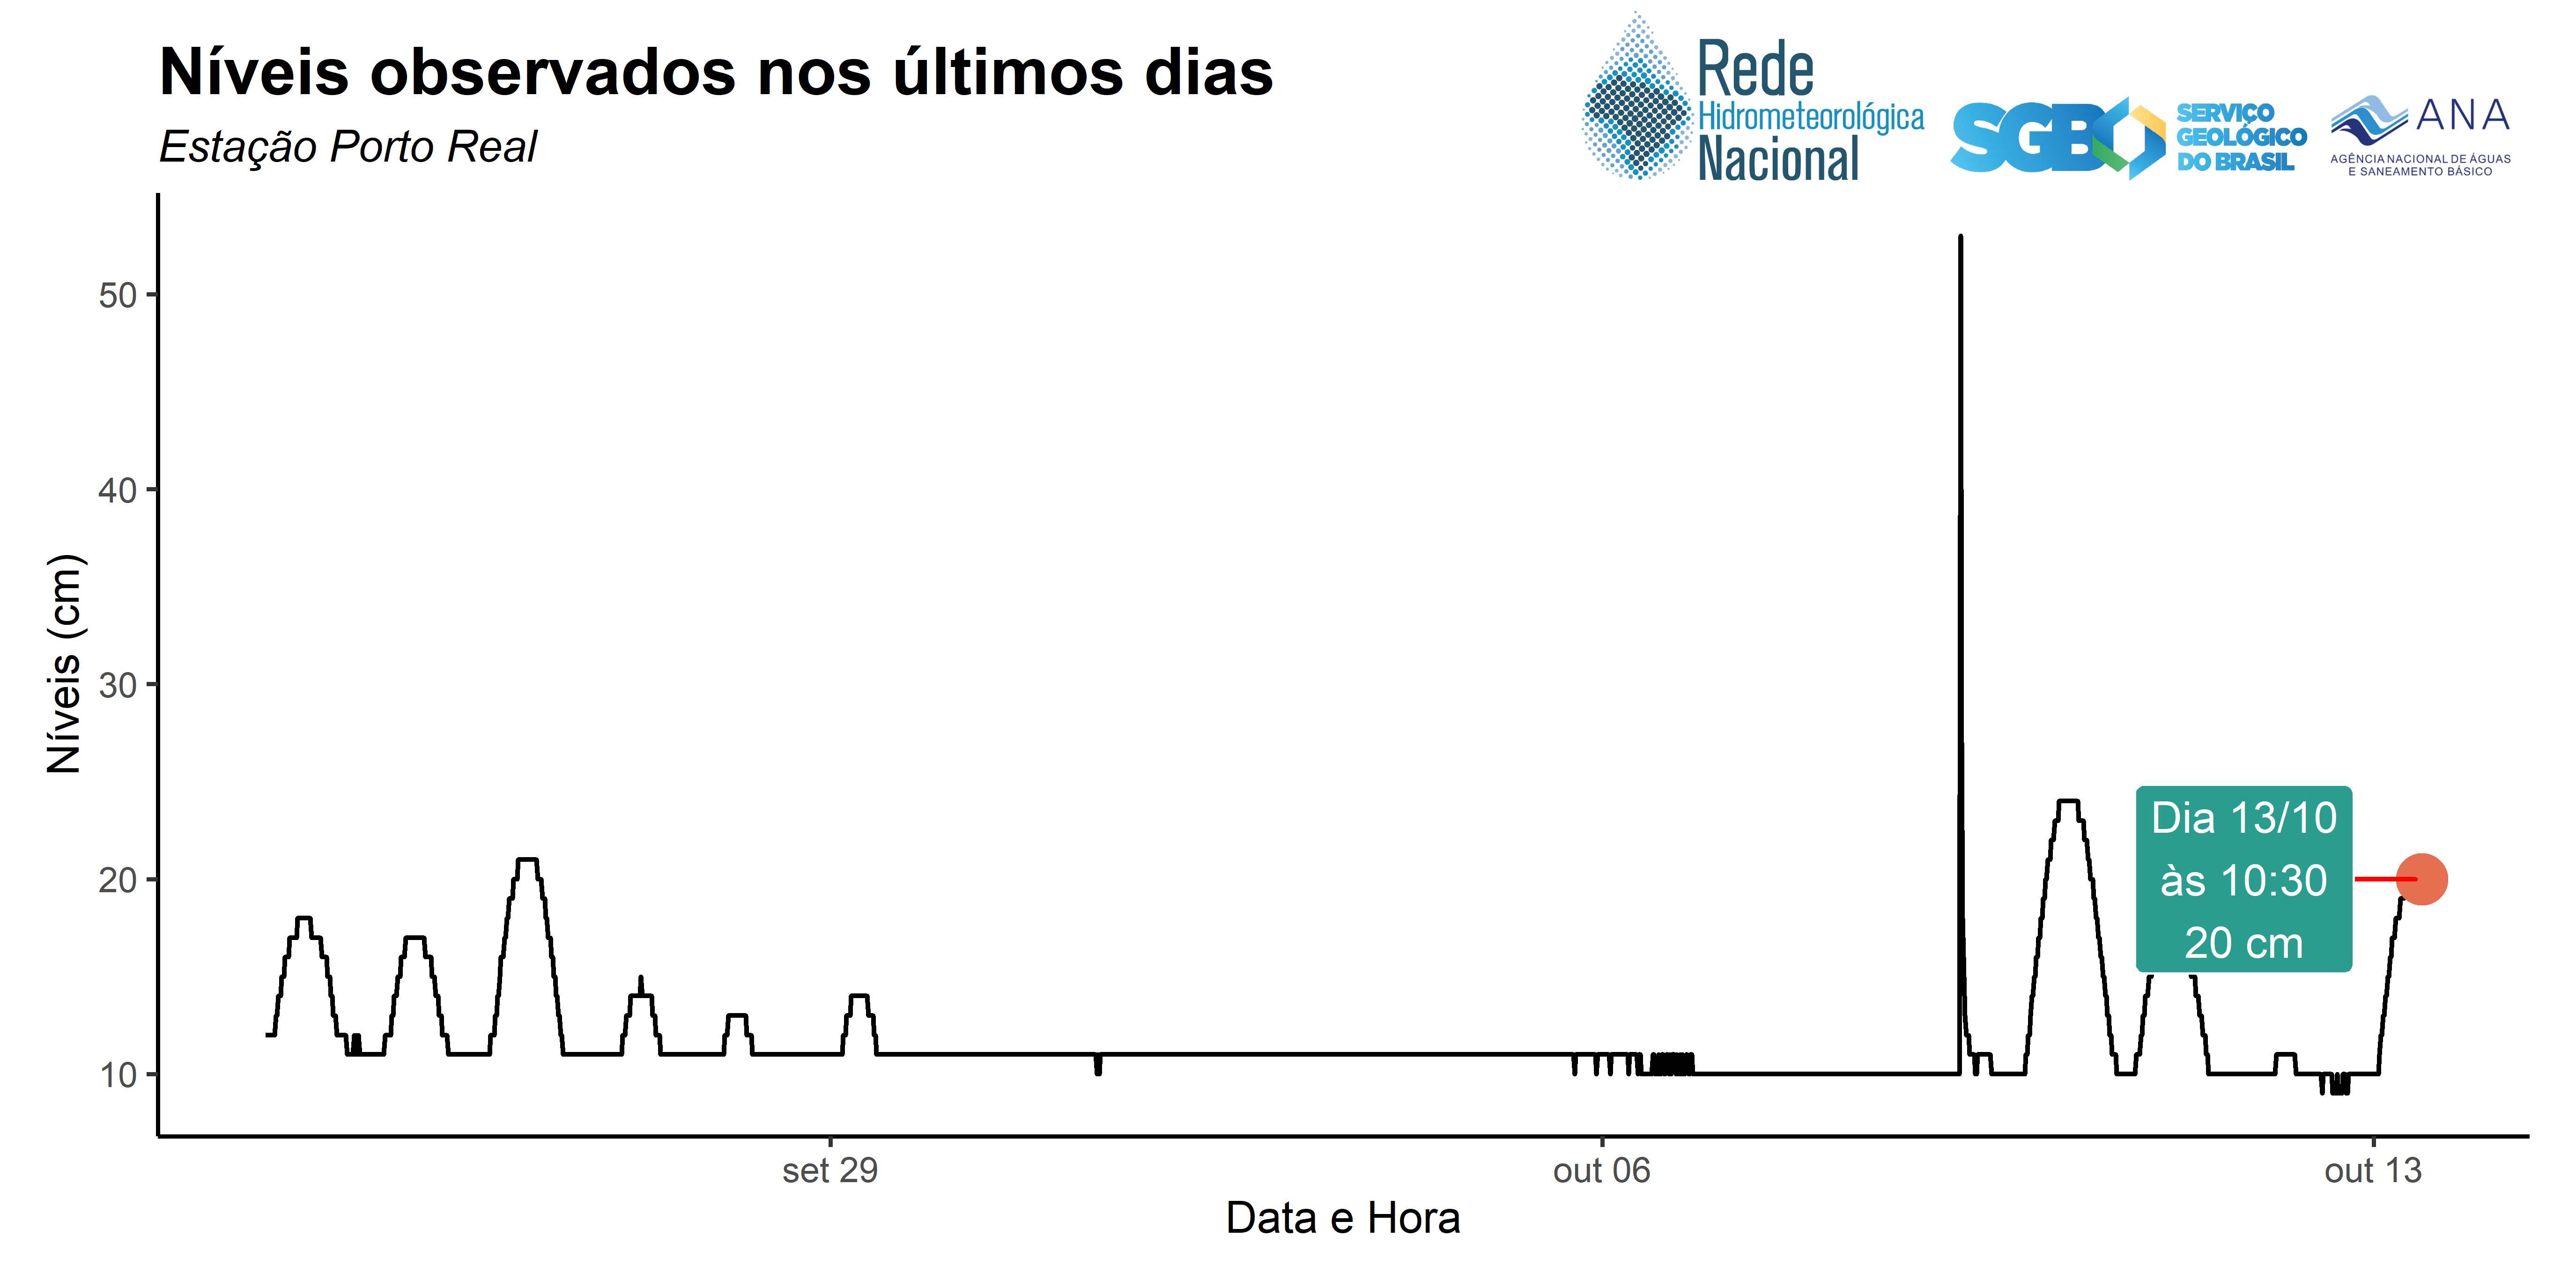 Níveis observados nos últimos dias
Estação Porto Real
Rede
Hidrometeorológica
Nacional
SGB
SERVIÇO
GEOLÓGICO
DO BRASIL
ANA
AGÊNCIA NACIONAL DE ÁGUAS
E SANEAMENTO BÁSICO
Níveis (cm)
50
40
30
20
10
Dia 13/10
às 10:30
20 cm
set 29
out 06
out 13
Data e Hora